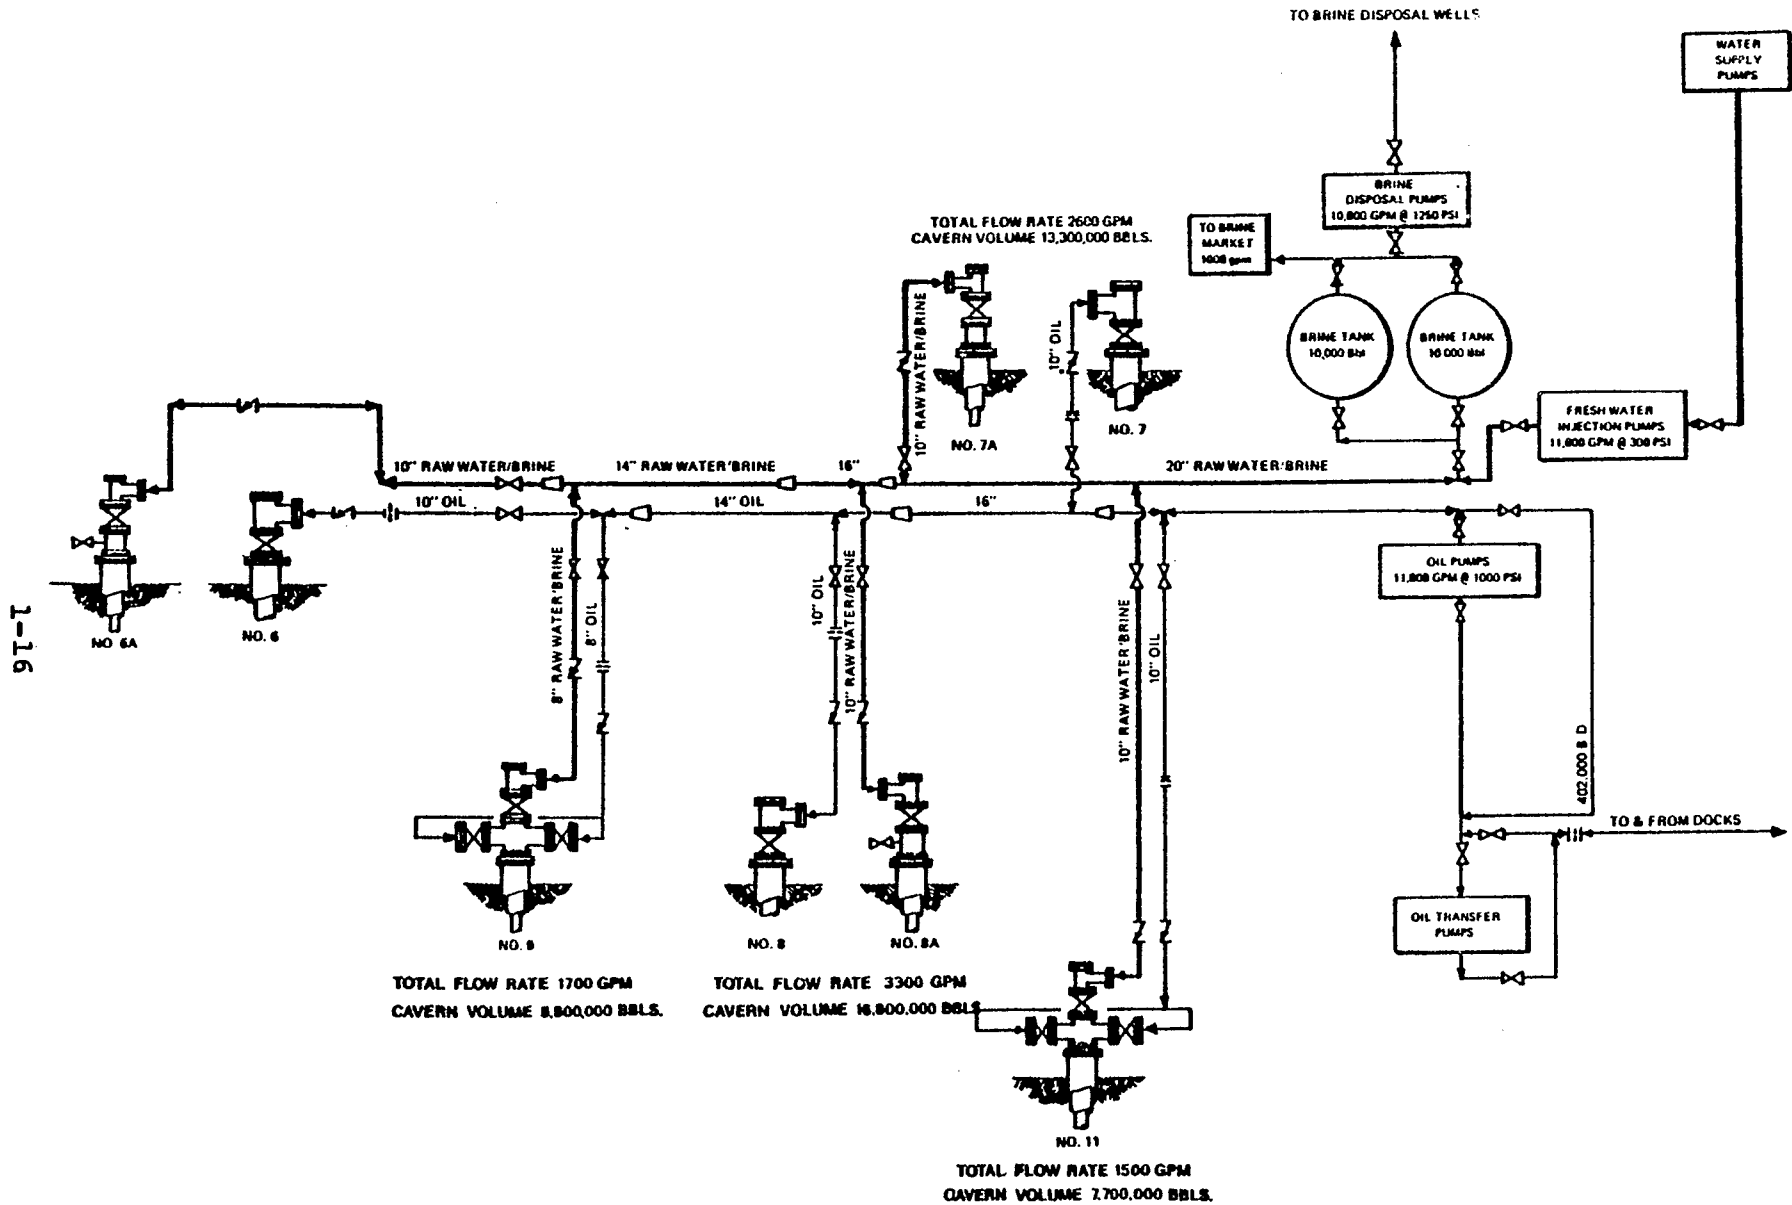 TO BRINE DISPOSAL WELLS
WATER
SUPPLY
PUMPS
BRINE
DISPOSAL PUMPS
10,800 GPM @ 1250 PSI
TO BRINE
MARKET
gpm
TOTAL FLOW RATE 2600 GPM
CAVERN VOLUME 13,300,000 BBLS.
BRINE TANK
10,000 Bbl
BRINE TANK
10 000 Bbl
10" RAW WATER/BRINE
10" OIL
NO. 7A
NO. 7
FRESH WATER
INJECTION PUMPS
11,800 GPM @ 300 PSI
10" RAW WATER/BRINE
14" RAW WATER/BRINE
16"
20" RAW WATER/BRINE
10" OIL
14" OIL
16"
OIL PUMPS
11,800 GPM @ 1000 PSI
NO. 6A
NO. 6
8" RAW WATER/BRINE
8" OIL
10" OIL
10" RAW WATER/BRINE
10" RAW WATER/BRINE
10" OIL
402,000 B D
TO & FROM DOCKS
OIL TRANSFER
PUMPS
NO. 9
NO. 8
NO. 8A
TOTAL FLOW RATE 1700 GPM
CAVERN VOLUME 8,800,000 BBLS.
TOTAL FLOW RATE 3300 GPM
CAVERN VOLUME 16,800,000 BBLS
NO. 11
TOTAL FLOW RATE 1500 GPM
CAVERN VOLUME 7,700,000 BBLS.
1-16